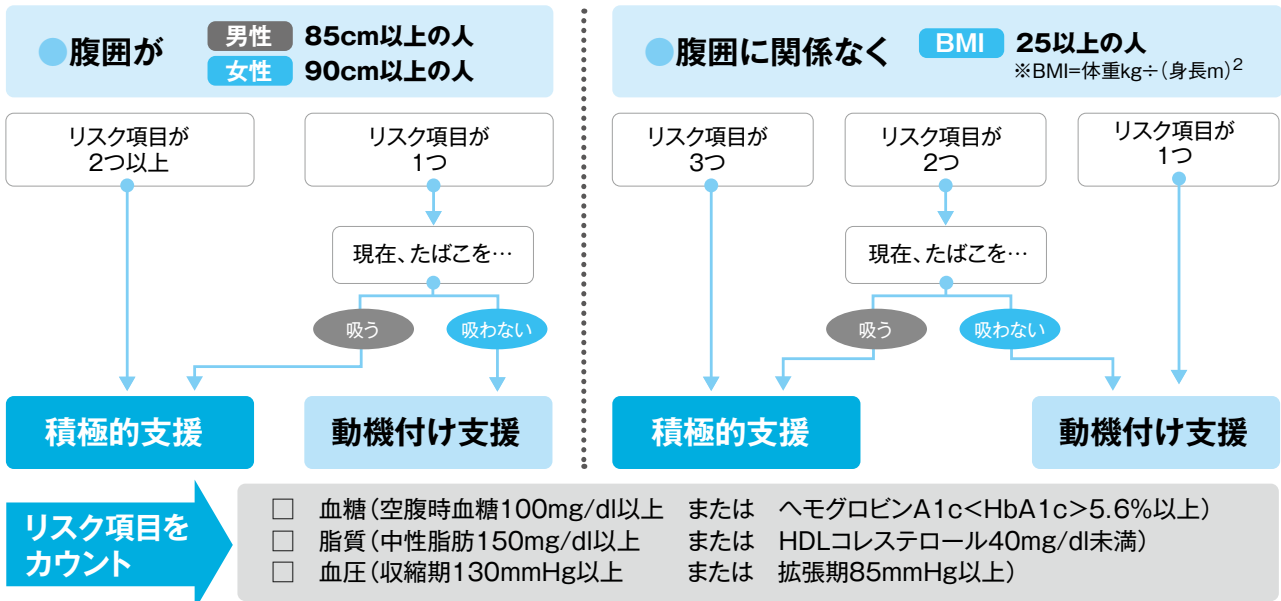 ●腹囲が
男性 85cm以上の人
女性 90cm以上の人
●腹囲に関係なく
BMI 25以上の人
※BMI=体重kg÷(身長m)2
リスク項目が
2つ以上
リスク項目が
1つ
現在、たばこを…
吸う
吸わない
積極的支援
動機付け支援
リスク項目が
3つ
リスク項目が
2つ
リスク項目が
1つ
現在、たばこを…
吸う
吸わない
積極的支援
動機付け支援
リスク項目を
カウント
□ 血糖(空腹時血糖100mg/dl以上 または ヘモグロビンA1c<HbA1c>5.6%以上)
□ 脂質(中性脂肪150mg/dl以上 または HDLコレステロール40mg/dl未満)
□ 血圧(収縮期130mmHg以上 または 拡張期85mmHg以上)